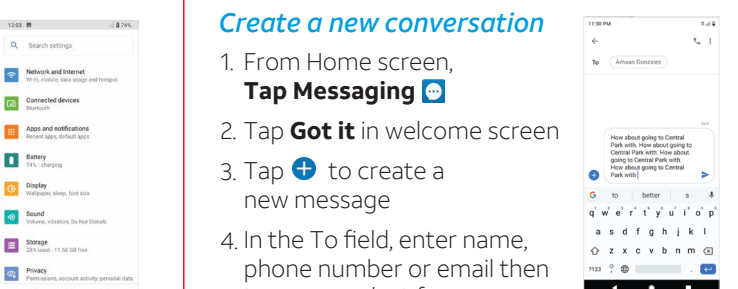 12:03
74%
Search settings
Network and Internet
Wi-Fi, mobile, data usage and hotspot
Connected devices
Bluetooth
Apps and notifications
Recent apps, default apps
Battery
74% - charging
Display
Wallpaper, sleep, font size
Sound
Volume, vibration, Do Not Disturb
Storage
28% used - 11.50 GB free
Privacy
Permissions, account activity, personal data
Create a new conversation
1. From Home screen,
Tap Messaging
2. Tap Got it in welcome screen
3. Tap + to create a
new message
4. In the To field, enter name,
phone number or email then
11:30 PM
To Amaan Gonzalez
How about going to Central
Park with. How about going to
Central Park with. How about
going to Central Park with.
How about going to Central
Park with
G to better a
q w e r t y u i o p
a s d f g h j k l
z x c v b n m
?123 , .